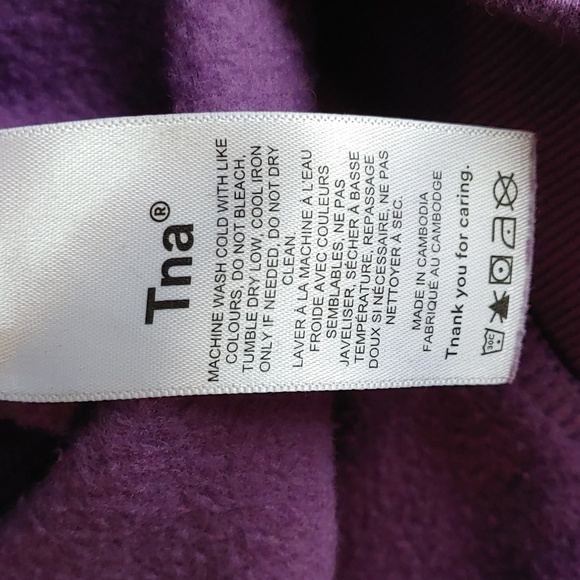 Tna®
MACHINE WASH COLD WITH LIKE
COLOURS, DO NOT BLEACH,
TUMBLE DRY LOW, COOL IRON
ONLY IF NEEDED, DO NOT DRY
CLEAN.
LAVER À LA MACHINE À L'EAU
FROIDE AVEC COULEURS
SEMBLABLES, NE PAS
JAVELISER, SÉCHER À BASSE
TEMPÉRATURE, REPASSAGE
DOUX SI NÉCESSAIRE, NE PAS
NETTOYER À SEC.
MADE IN CAMBODIA
FABRIQUÉ AU CAMBODGE
Tnank you for caring.
30C